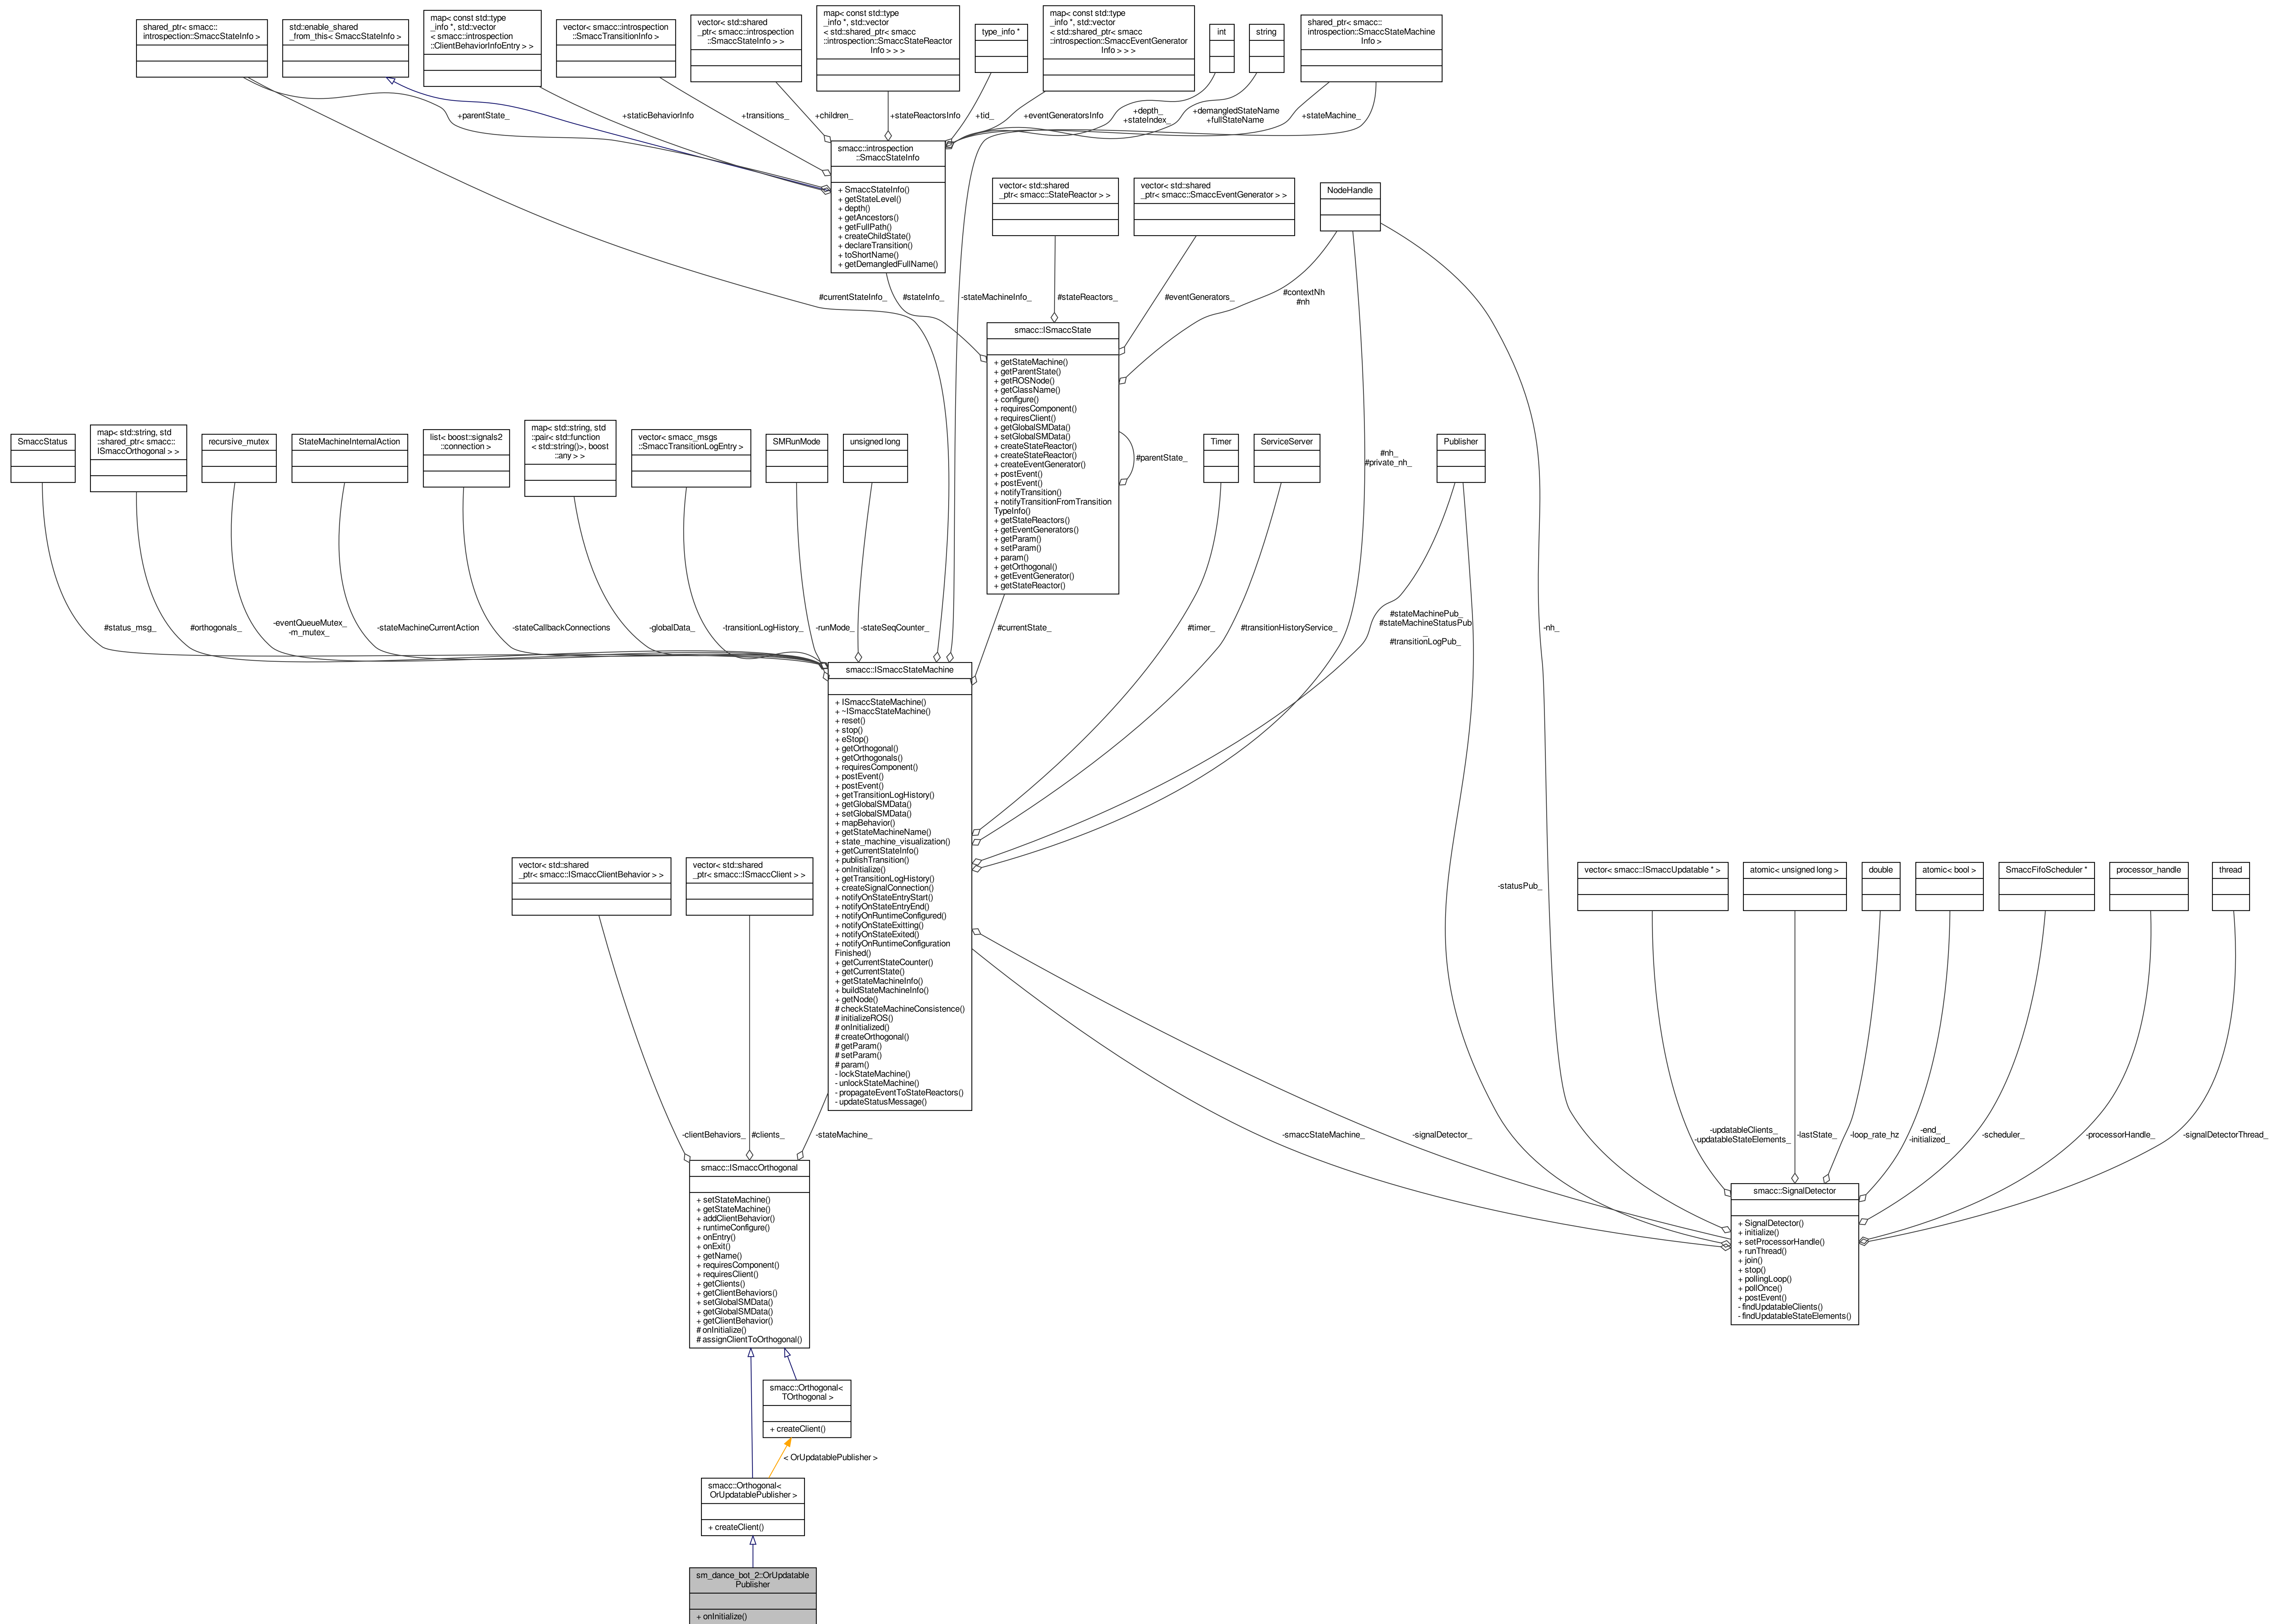 shared_ptr< smacc::
introspection::SmaccStateInfo >
std::enable_shared
_from_this< SmaccStateInfo >
map< const std::type
_info *, std::vector
< smacc::introspection
::ClientBehaviorInfoEntry > >
vector< smacc::introspection
::SmaccTransitionInfo >
vector< std::shared
_ptr< smacc::introspection
::SmaccStateInfo > >
map< const std::type
_info *, std::vector
< std::shared_ptr< smacc
::introspection::SmaccStateReactor
Info > > >
type_info *
map< const std::type
_info *, std::vector
< std::shared_ptr< smacc
::introspection::SmaccEventGenerator
Info > > >
int
string
shared_ptr< smacc::
introspection::SmaccStateMachine
Info >
+parentState_
+staticBehaviorInfo
+transitions_
+children_
+stateReactorsInfo
+tid_
+eventGeneratorsInfo
+depth_
+stateIndex_
+demangledStateName
+fullStateName
+stateMachine_
smacc::introspection
::SmaccStateInfo
+ SmaccStateInfo()
+ getStateLevel()
+ depth()
+ getAncestors()
+ getFullPath()
+ createChildState()
+ declareTransition()
+ toShortName()
+ getDemangledFullName()
vector< std::shared
_ptr< smacc::StateReactor > >
vector< std::shared
_ptr< smacc::SmaccEventGenerator > >
NodeHandle
#currentStateInfo_
#stateInfo_
-stateMachineInfo_
#stateReactors_
#eventGenerators_
#contextNh
#nh
smacc::ISmaccState
+ getStateMachine()
+ getParentState()
+ getROSNode()
+ getClassName()
+ configure()
+ requiresComponent()
+ requiresClient()
+ getGlobalSMData()
+ setGlobalSMData()
+ createStateReactor()
+ createStateReactor()
+ createEventGenerator()
+ postEvent()
+ postEvent()
+ notifyTransition()
+ notifyTransitionFromTransition
TypeInfo()
+ getStateReactors()
+ getEventGenerators()
+ getParam()
+ setParam()
+ param()
+ getOrthogonal()
+ getEventGenerator()
+ getStateReactor()
#parentState_
SmaccStatus
map< std::string, std
::shared_ptr< smacc::
ISmaccOrthogonal > >
recursive_mutex
StateMachineInternalAction
list< boost::signals2
::connection >
map< std::string, std
::pair< std::function
< std::string()>, boost
::any > >
vector< smacc_msgs
::SmaccTransitionLogEntry >
SMRunMode
unsigned long
Timer
ServiceServer
#nh_
#private_nh_
Publisher
#status_msg_
#orthogonals_
-eventQueueMutex_
-m_mutex_
-stateMachineCurrentAction
-stateCallbackConnections
-globalData_
-transitionLogHistory_
-runMode_
-stateSeqCounter_
#currentState_
#timer_
#transitionHistoryService_
#stateMachinePub_
#stateMachineStatusPub
_
#transitionLogPub_
-nh_
smacc::ISmaccStateMachine
+ ISmaccStateMachine()
+ ~ISmaccStateMachine()
+ reset()
+ stop()
+ eStop()
+ getOrthogonal()
+ getOrthogonals()
+ requiresComponent()
+ postEvent()
+ postEvent()
+ getTransitionLogHistory()
+ getGlobalSMData()
+ setGlobalSMData()
+ mapBehavior()
+ getStateMachineName()
+ state_machine_visualization()
+ getCurrentStateInfo()
+ publishTransition()
+ onInitialize()
+ getTransitionLogHistory()
+ createSignalConnection()
+ notifyOnStateEntryStart()
+ notifyOnStateEntryEnd()
+ notifyOnRuntimeConfigured()
+ notifyOnStateExitting()
+ notifyOnStateExited()
+ notifyOnRuntimeConfiguration
Finished()
+ getCurrentStateCounter()
+ getCurrentState()
+ getStateMachineInfo()
+ buildStateMachineInfo()
+ getNode()
# checkStateMachineConsistence()
# initializeROS()
# onInitialized()
# createOrthogonal()
# getParam()
# setParam()
# param()
- lockStateMachine()
- unlockStateMachine()
- propagateEventToStateReactors()
- updateStatusMessage()
vector< std::shared
_ptr< smacc::ISmaccClientBehavior > >
vector< std::shared
_ptr< smacc::ISmaccClient > >
-statusPub_
vector< smacc::ISmaccUpdatable * >
atomic< unsigned long >
double
atomic< bool >
SmaccFifoScheduler *
processor_handle
thread
-clientBehaviors_
#clients_
-stateMachine_
-smaccStateMachine_
-signalDetector_
-updatableClients_
-updatableStateElements_
-lastState_
-loop_rate_hz
-end_
-initialized_
-scheduler_
-processorHandle_
-signalDetectorThread_
smacc::ISmaccOrthogonal
+ setStateMachine()
+ getStateMachine()
+ addClientBehavior()
+ runtimeConfigure()
+ onEntry()
+ onExit()
+ getName()
+ requiresComponent()
+ requiresClient()
+ getClients()
+ getClientBehaviors()
+ setGlobalSMData()
+ getGlobalSMData()
+ getClientBehavior()
# onInitialize()
# assignClientToOrthogonal()
smacc::SignalDetector
+ SignalDetector()
+ initialize()
+ setProcessorHandle()
+ runThread()
+ join()
+ stop()
+ pollingLoop()
+ pollOnce()
+ postEvent()
- findUpdatableClients()
- findUpdatableStateElements()
smacc::Orthogonal<
TOrthogonal >
+ createClient()
< OrUpdatablePublisher >
smacc::Orthogonal<
OrUpdatablePublisher >
+ createClient()
sm_dance_bot_2::OrUpdatable
Publisher
+ onInitialize()